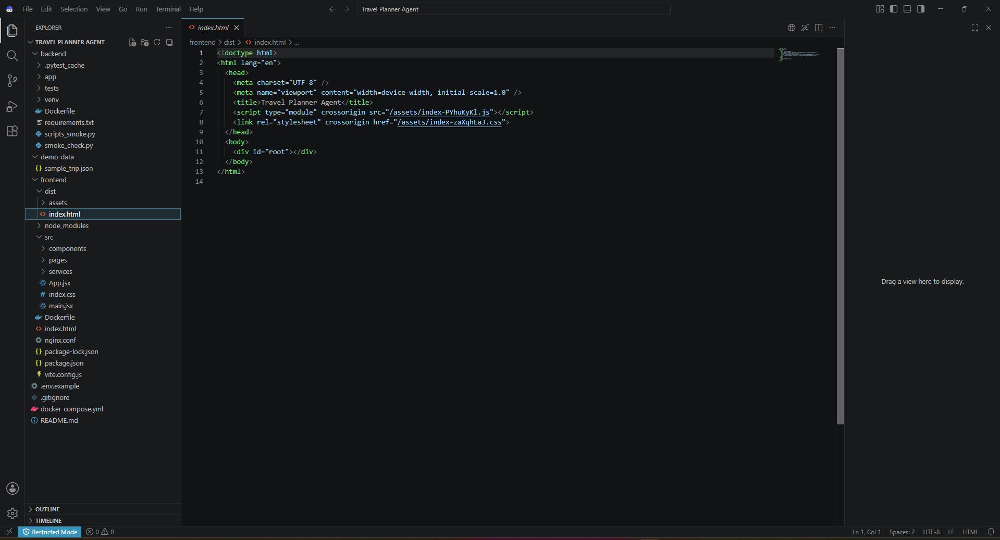 File Edit Selection View Go Run Terminal Help
Travel Planner Agent
EXPLORER
TRAVEL PLANNER AGENT
backend
.pytest_cache
app
tests
venv
Dockerfile
requirements.txt
scripts_smoke.py
smoke_check.py
demo-data
sample_trip.json
frontend
dist
assets
index.html
node_modules
src
components
pages
services
App.jsx
index.css
main.jsx
Dockerfile
index.html
nginx.conf
package-lock.json
package.json
vite.config.js
.env.example
.gitignore
docker-compose.yml
README.md
OUTLINE
TIMELINE
index.html
frontend > dist > index.html > ...
1 <!doctype html>
2 <html lang="en">
3 <head>
4 <meta charset="UTF-8" />
5 <meta name="viewport" content="width=device-width, initial-scale=1.0" />
6 <title>Travel Planner Agent</title>
7 <script type="module" crossorigin src="/assets/index-PYhuKyKl.js"></script>
8 <link rel="stylesheet" crossorigin href="/assets/index-zaXqhEa3.css">
9 </head>
10 <body>
11 <div id="root"></div>
12 </body>
13 </html>
14
Drag a view here to display.
Restricted Mode 0 0
Ln 1, Col 1 Spaces: 2 UTF-8 LF HTML